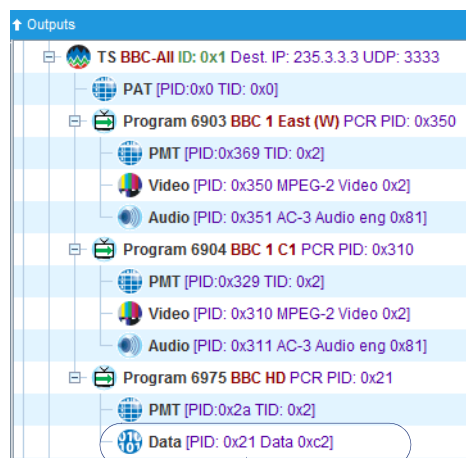 Outputs
TS BBC-All ID: 0x1 Dest. IP: 235.3.3.3 UDP: 3333
PAT [PID:0x0 TID: 0x0]
Program 6903 BBC 1 East (W) PCR PID: 0x350
PMT [PID:0x369 TID: 0x2]
Video [PID: 0x350 MPEG-2 Video 0x2]
Audio [PID: 0x351 AC-3 Audio eng 0x81]
Program 6904 BBC 1 C1 PCR PID: 0x310
PMT [PID:0x329 TID: 0x2]
Video [PID: 0x310 MPEG-2 Video 0x2]
Audio [PID: 0x311 AC-3 Audio eng 0x81]
Program 6975 BBC HD PCR PID: 0x21
PMT [PID:0x2a TID: 0x2]
Data [PID: 0x21 Data 0xc2]